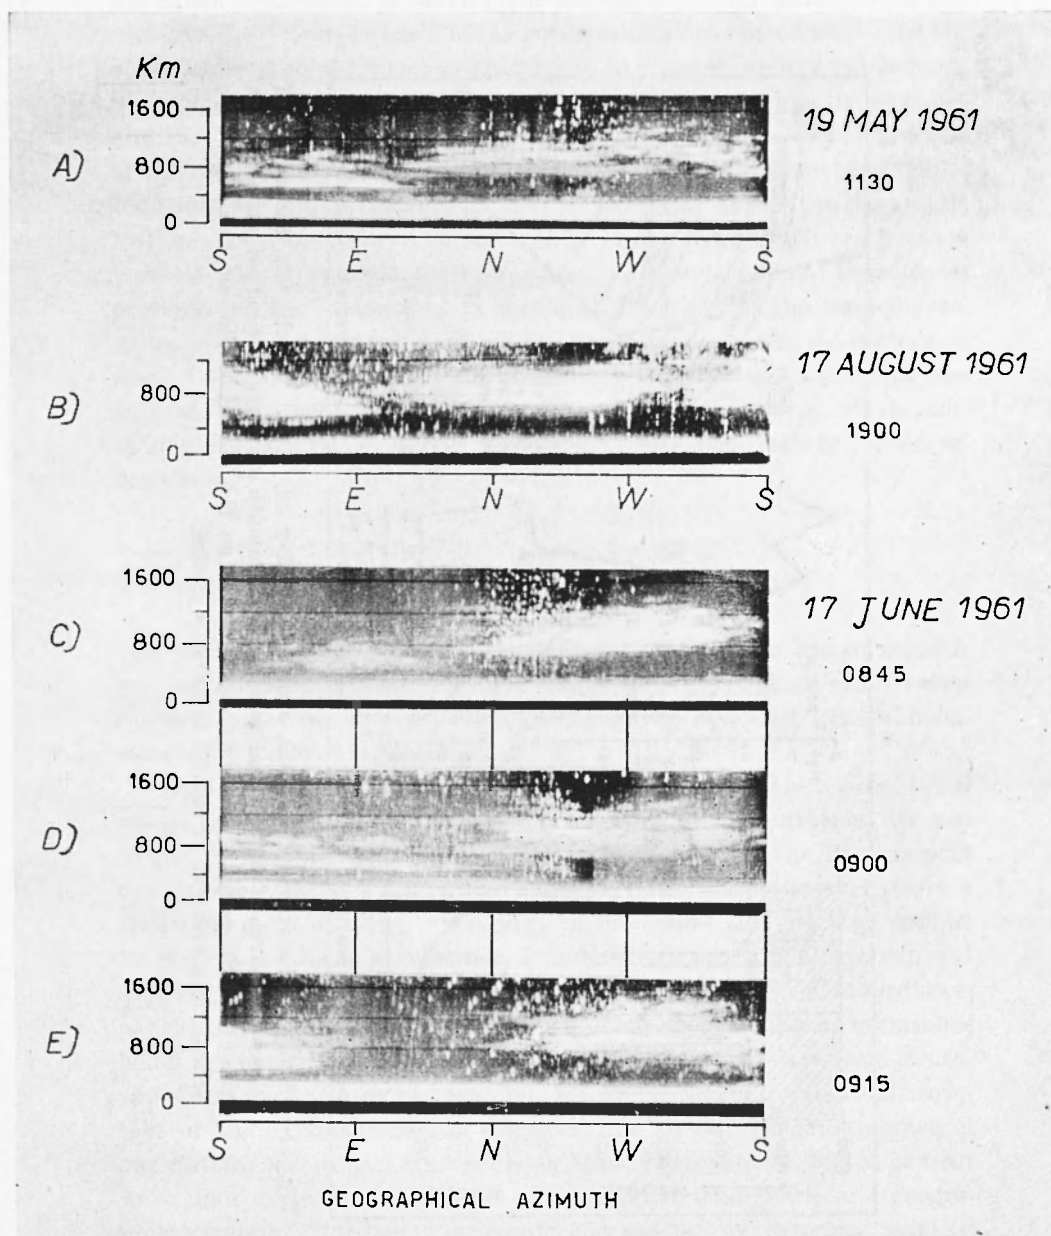 Km
1600
A)
800
0
S E N W S
19 MAY 1961
1130
B)
800
0
S E N W S
17 AUGUST 1961
1900
1600
C)
800
0
17 JUNE 1961
0845
1600
D)
800
0
0900
1600
E)
800
0
S E N W S
0915
GEOGRAPHICAL AZIMUTH